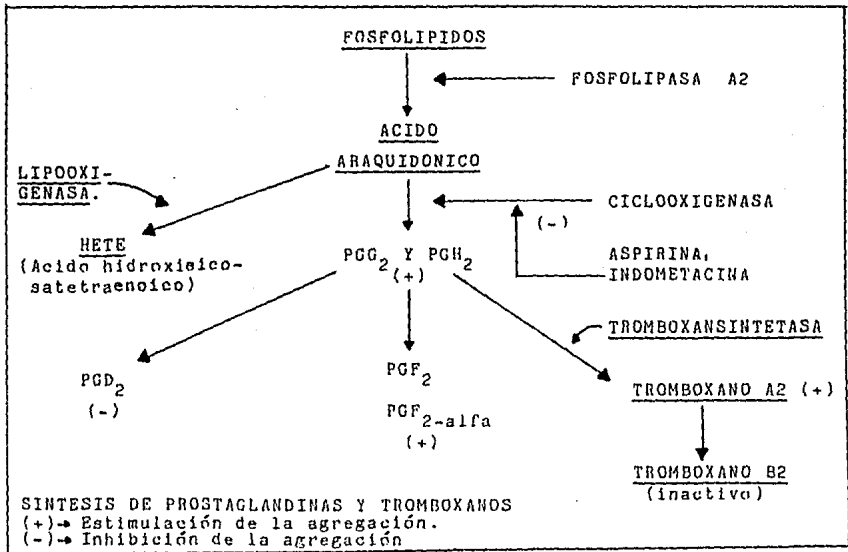 FOSFOLIPIDOS
FOSFOLIPASA A2
ACIDO
ARAQUIDONICO
LIPOOXI-
GENASA.
CICLOOXIGENASA
(-)
HETE
(Acido hidroxieico-
satetraenoico)
PGG2 Y PGH2
(+)
ASPIRINA,
INDOMETACINA
TROMBOXANSINTETASA
PGD2
(-)
PGF2
PGF2-alfa
(+)
TROMBOXANO A2 (+)
TROMBOXANO B2
(inactivo)
SINTESIS DE PROSTAGLANDINAS Y TROMBOXANOS
(+)→ Estimulación de la agregación.
(-)→ Inhibición de la agregación